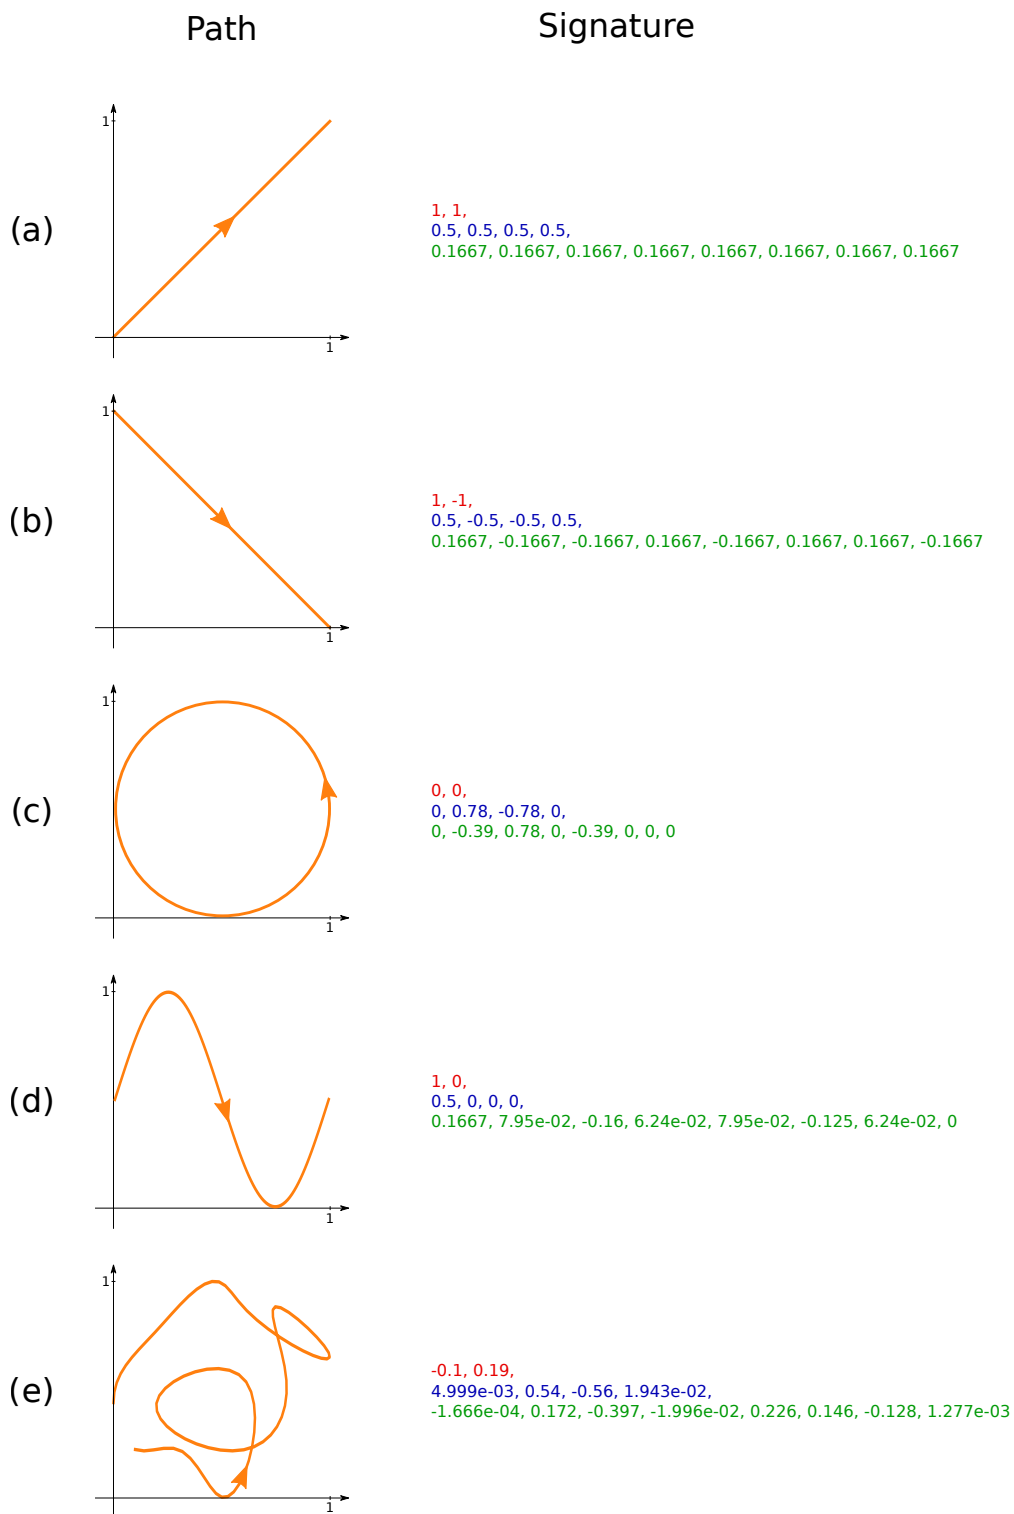 Path Signature
1
(a)
1, 1,
0.5, 0.5, 0.5, 0.5,
0.1667, 0.1667, 0.1667, 0.1667, 0.1667, 0.1667, 0.1667, 0.1667
1
1
(b)
1, -1,
0.5, -0.5, -0.5, 0.5,
0.1667, -0.1667, -0.1667, 0.1667, -0.1667, 0.1667, 0.1667, -0.1667
1
1
(c)
0, 0,
0, 0.78, -0.78, 0,
0, -0.39, 0.78, 0, -0.39, 0, 0, 0
1
1
(d)
1, 0,
0.5, 0, 0, 0,
0.1667, 7.95e-02, -0.16, 6.24e-02, 7.95e-02, -0.125, 6.24e-02, 0
1
1
(e)
-0.1, 0.19,
4.999e-03, 0.54, -0.56, 1.943e-02,
-1.666e-04, 0.172, -0.397, -1.996e-02, 0.226, 0.146, -0.128, 1.277e-03
1